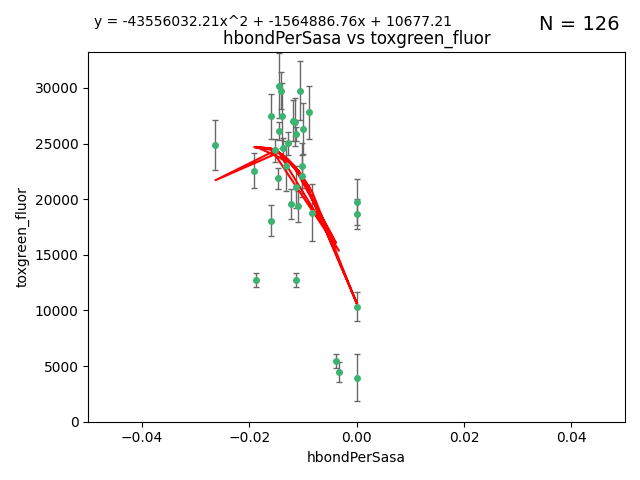 y = -43556032.21x^2 + -1564886.76x + 10677.21
N = 126
hbondPerSasa vs toxgreen_fluor
30000
25000
20000
15000
10000
5000
0
toxgreen_fluor
−0.04
−0.02
0.00
0.02
0.04
hbondPerSasa